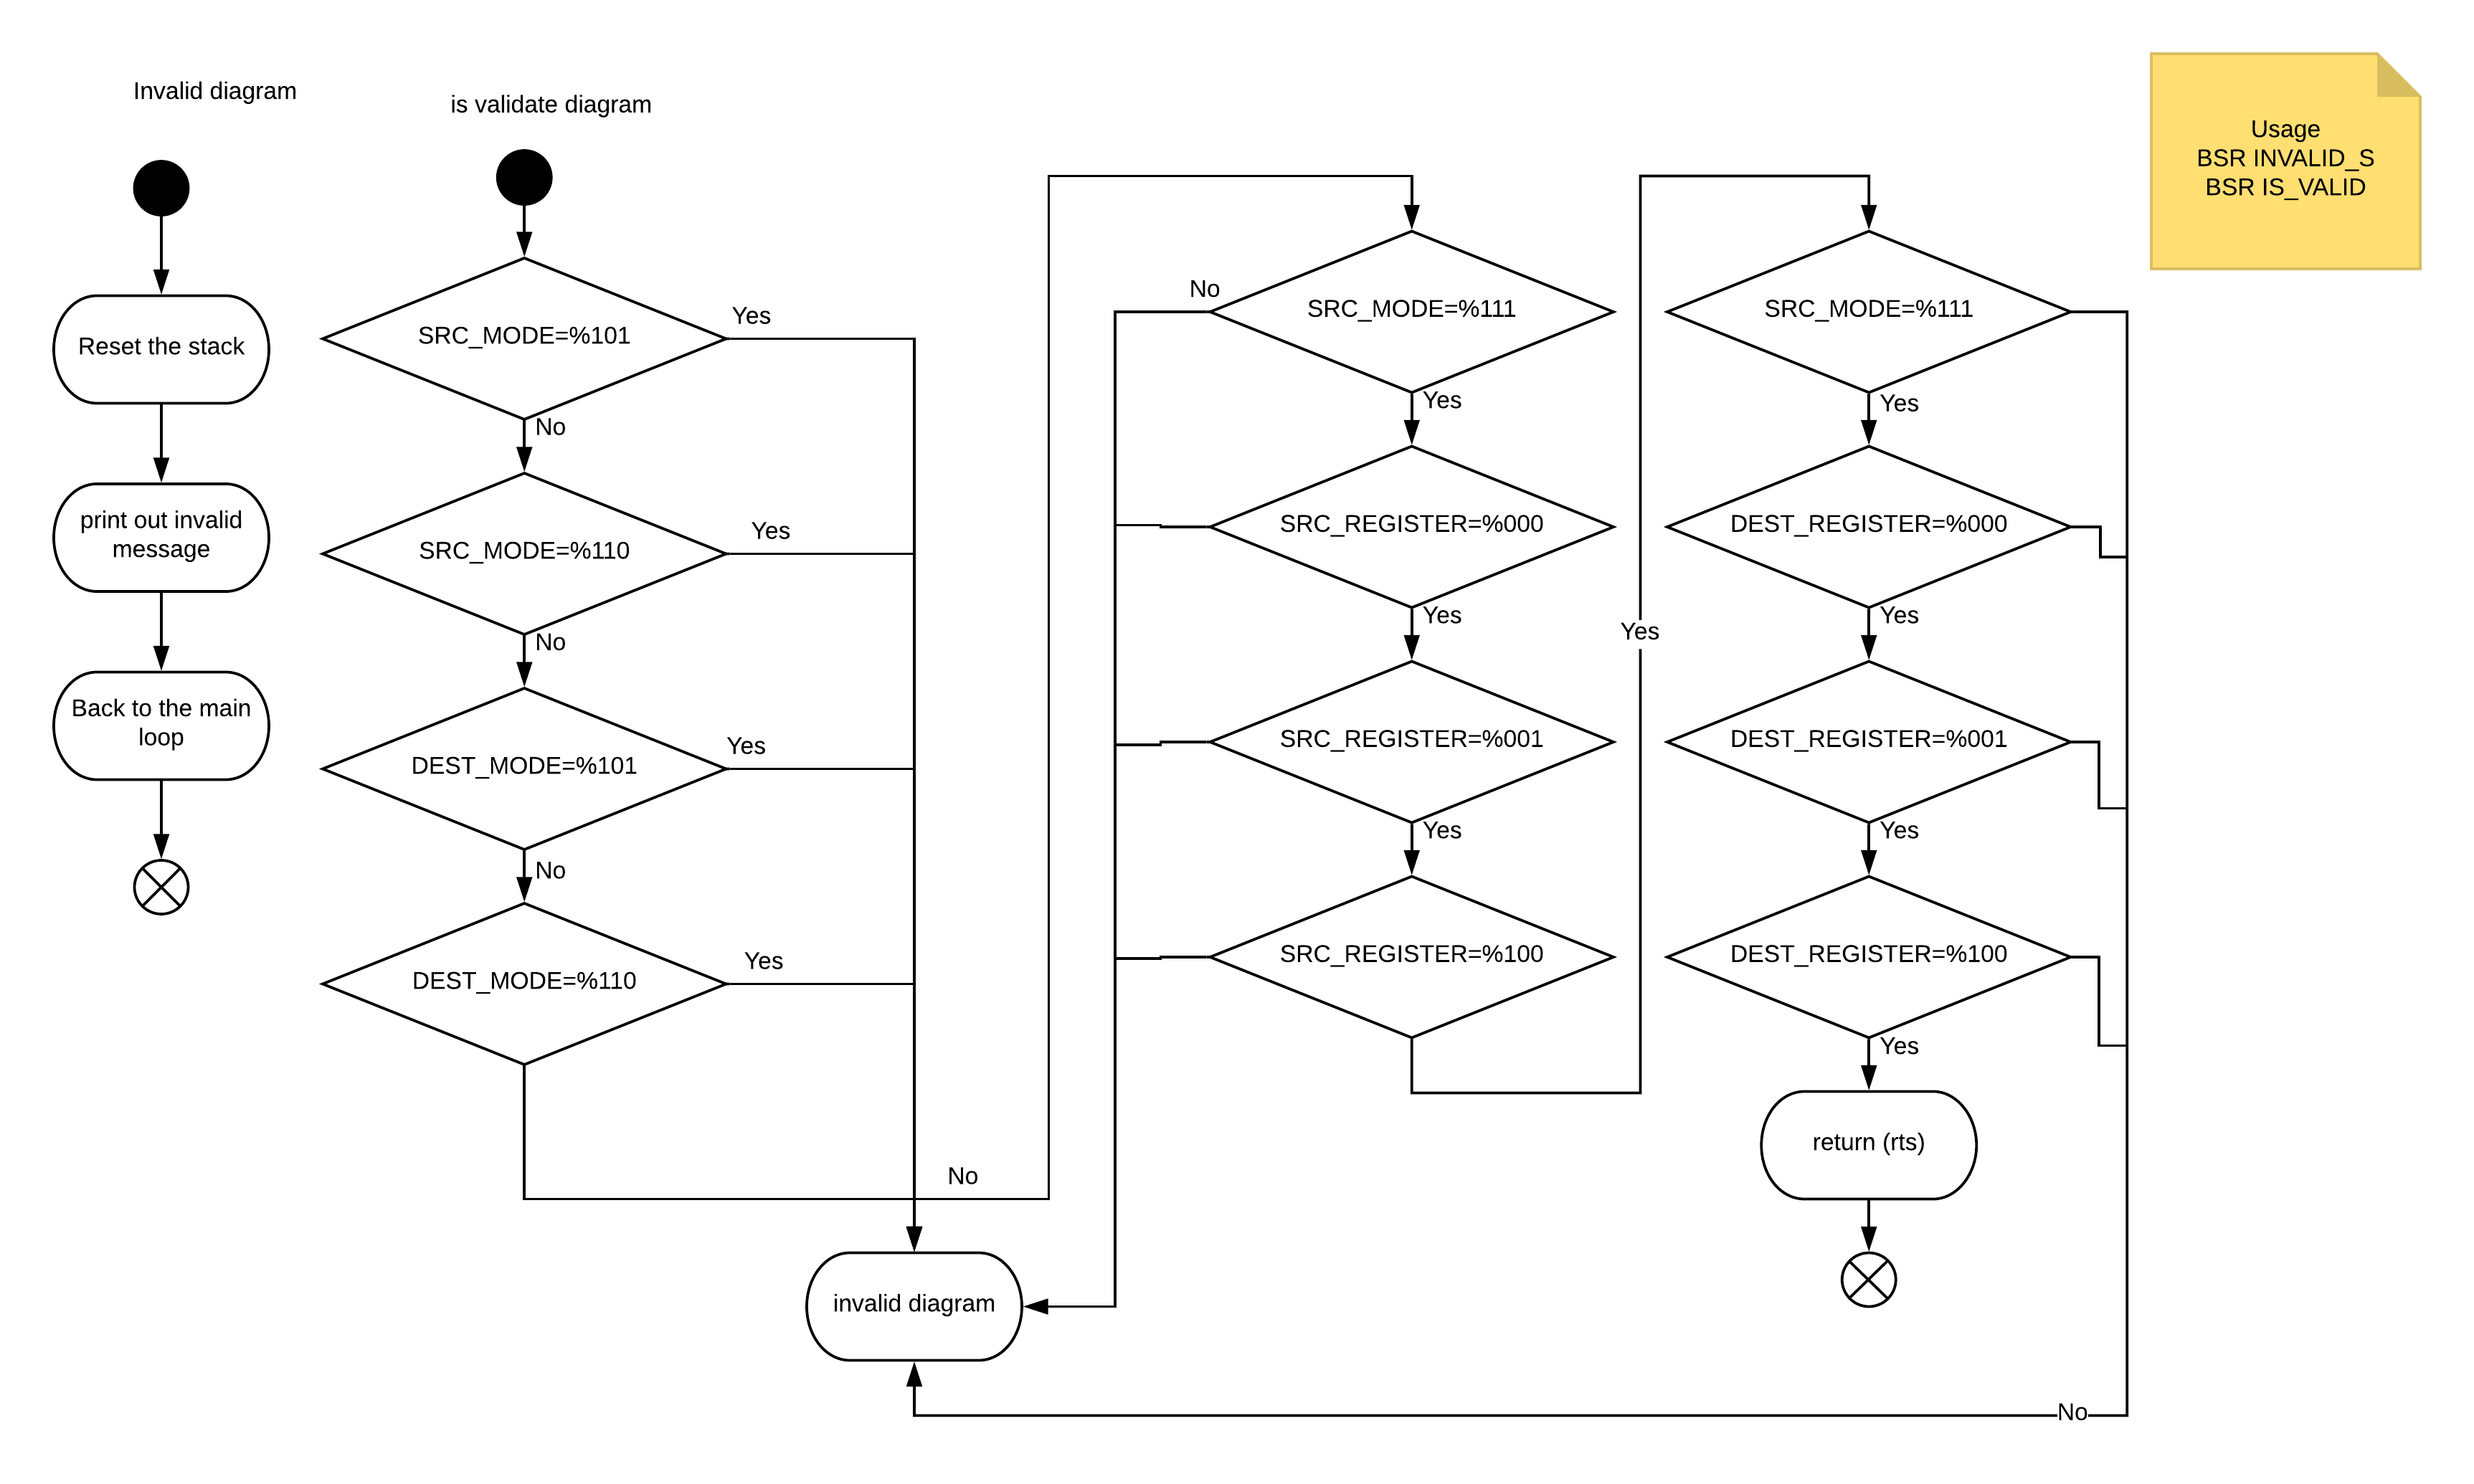 Invalid diagram
Reset the stack
print out invalid
message
Back to the main
loop
is validate diagram
SRC_MODE=%101
Yes
No
SRC_MODE=%110
Yes
No
DEST_MODE=%101
Yes
No
DEST_MODE=%110
Yes
No
invalid diagram
No
SRC_MODE=%111
Yes
SRC_REGISTER=%000
Yes
SRC_REGISTER=%001
Yes
SRC_REGISTER=%100
Yes
SRC_MODE=%111
Yes
DEST_REGISTER=%000
Yes
DEST_REGISTER=%001
Yes
DEST_REGISTER=%100
Yes
return (rts)
No
Usage
BSR INVALID_S
BSR IS_VALID